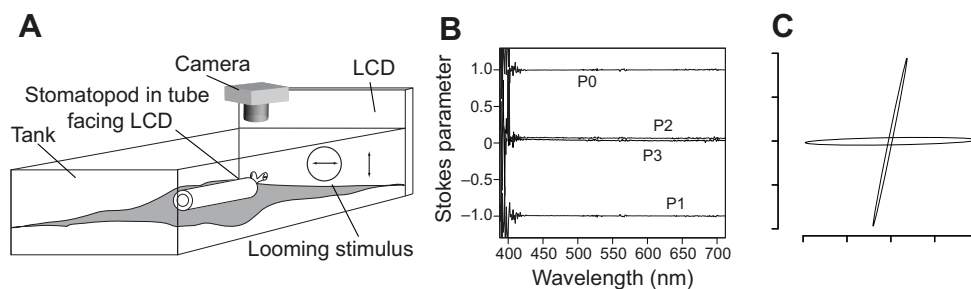 A
Camera
LCD
Stomatopod in tube
facing LCD
Tank
Looming stimulus
B
Stokes parameter
1.0
0.5
0
–0.5
–1.0
P0
P2
P3
P1
400 450 500 550 600 650 700
Wavelength (nm)
C